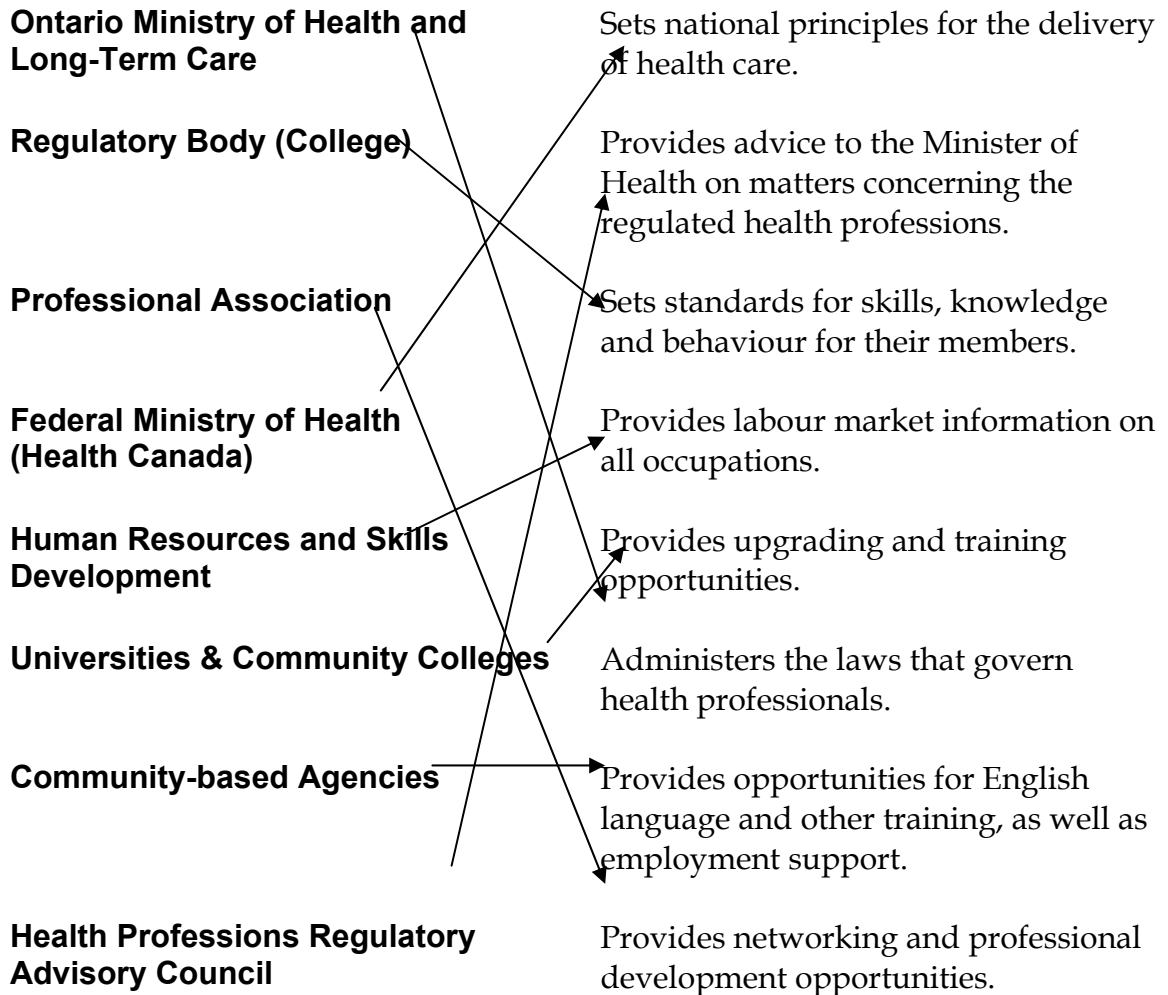 Ontario Ministry of Health and
Long-Term Care
Sets national principles for the delivery
of health care.
Regulatory Body (College)
Provides advice to the Minister of
Health on matters concerning the
regulated health professions.
Professional Association
Sets standards for skills, knowledge
and behaviour for their members.
Federal Ministry of Health
(Health Canada)
Provides labour market information on
all occupations.
Human Resources and Skills
Development
Provides upgrading and training
opportunities.
Universities & Community Colleges
Administers the laws that govern
health professionals.
Community-based Agencies
Provides opportunities for English
language and other training, as well as
employment support.
Health Professions Regulatory
Advisory Council
Provides networking and professional
development opportunities.